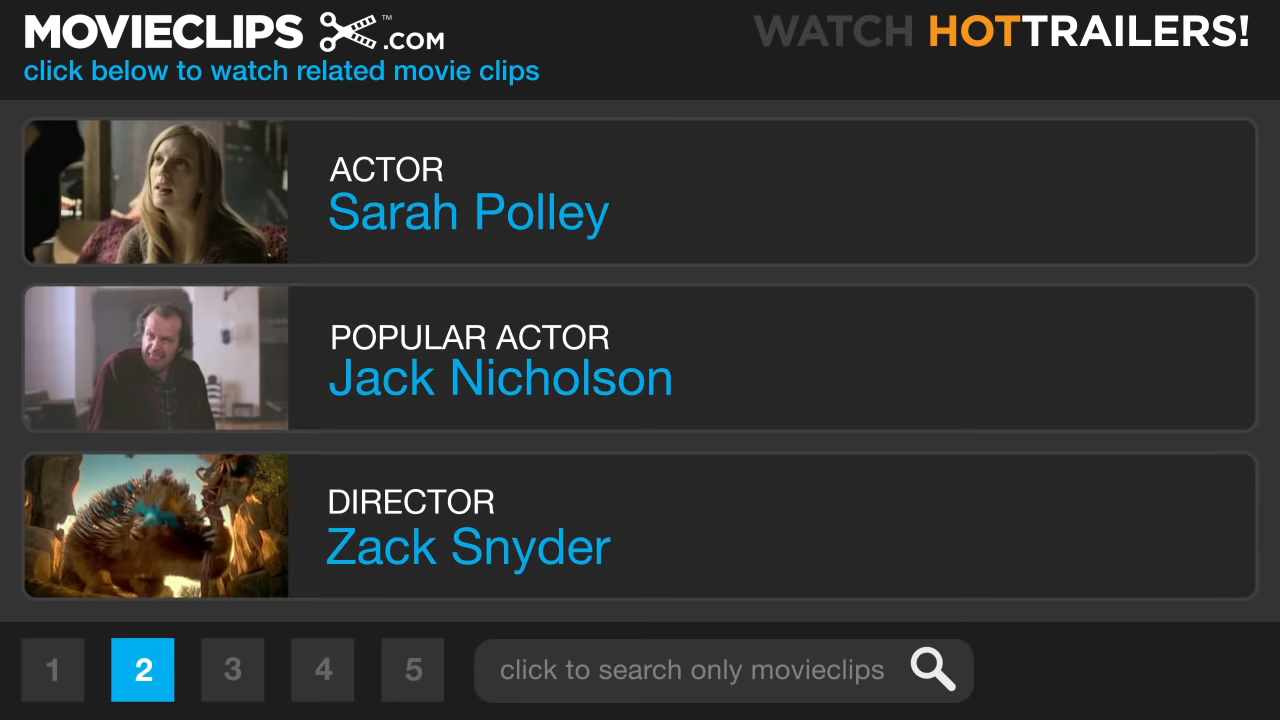 MOVIECLIPS ™ .COM
WATCH HOTTRAILERS!
click below to watch related movie clips
ACTOR
Sarah Polley
POPULAR ACTOR
Jack Nicholson
DIRECTOR
Zack Snyder
1 2 3 4 5 click to search only movieclips